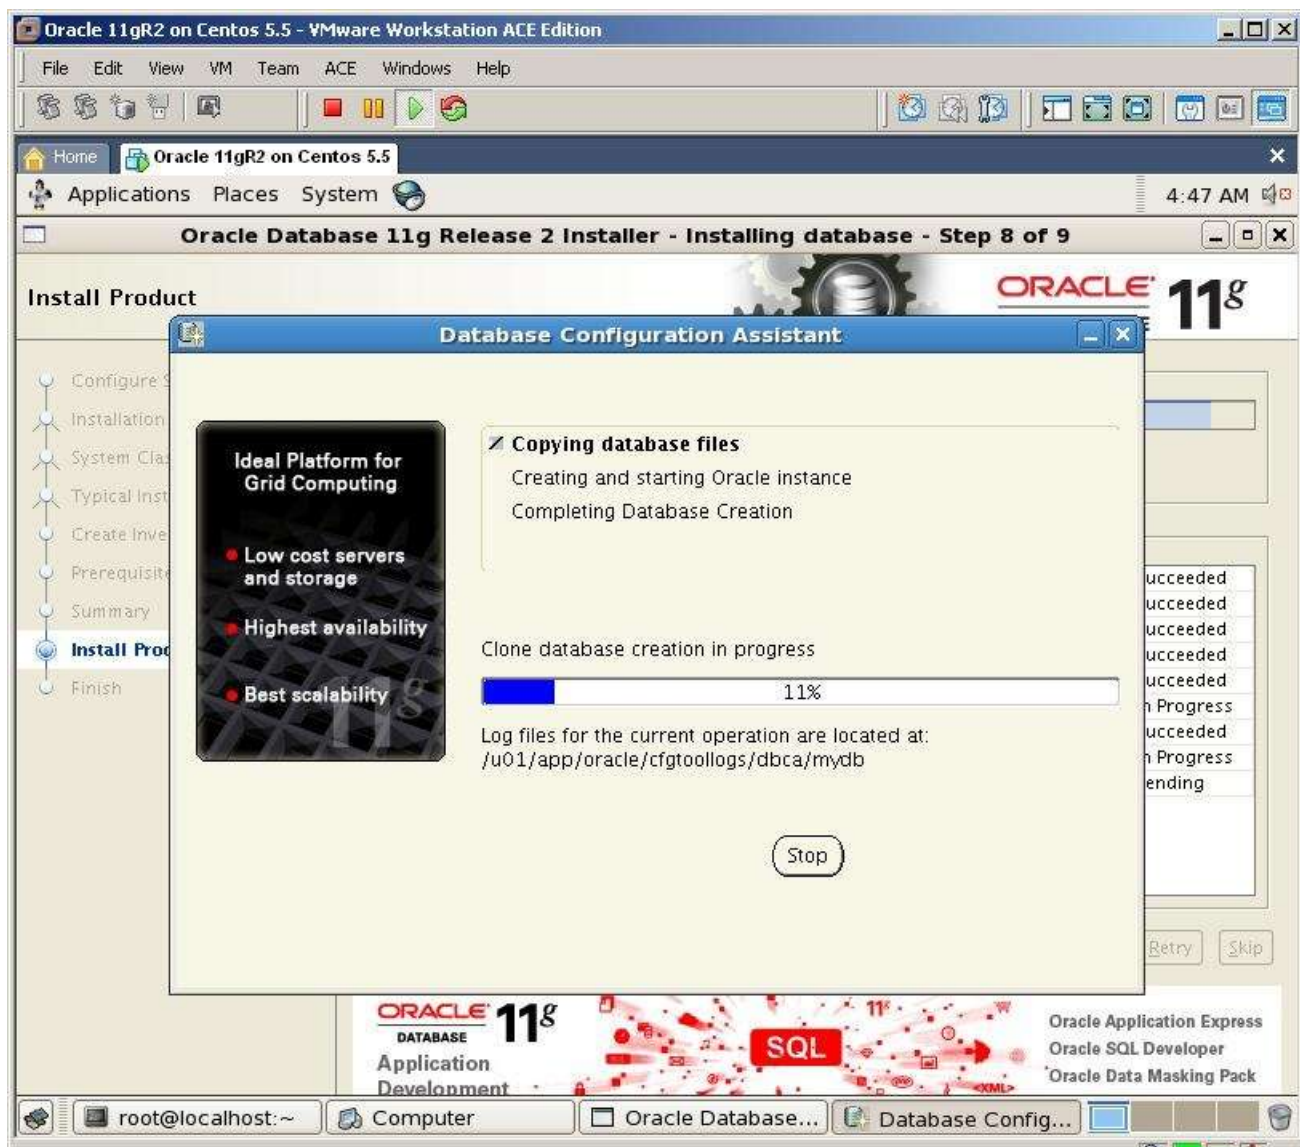 Oracle 11gR2 on Centos 5.5 - VMware Workstation ACE Edition
File Edit View VM Team ACE Windows Help
Home Oracle 11gR2 on Centos 5.5
Applications Places System 4:47 AM
Oracle Database 11g Release 2 Installer - Installing database - Step 8 of 9
Install Product
ORACLE 11g
Database Configuration Assistant
Configure S
Installation
System Clas
Typical Inst
Create Inve
Prerequisite
Summary
Install Proc
Finish
Ideal Platform for
Grid Computing
Low cost servers
and storage
Highest availability
Best scalability
11g
Copying database files
Creating and starting Oracle instance
Completing Database Creation
Clone database creation in progress
11%
Log files for the current operation are located at:
/u01/app/oracle/cfgtoollogs/dbca/mydb
Stop
ucceeded
ucceeded
ucceeded
ucceeded
ucceeded
n Progress
ucceeded
n Progress
ending
Retry Skip
ORACLE 11g
DATABASE
Application
Development
11g
SQL
<XML>
Oracle Application Express
Oracle SQL Developer
Oracle Data Masking Pack
root@localhost:~ Computer Oracle Database... Database Config...